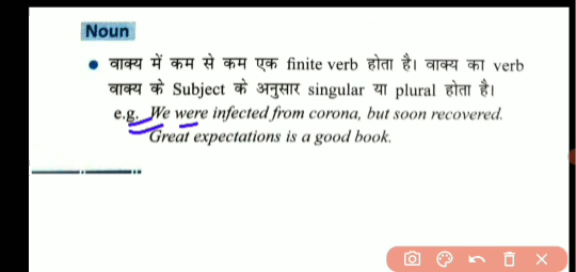 Noun
• वाक्य में कम से कम एक finite verb होता है। वाक्य का verb
वाक्य के Subject के अनुसार singular या plural होता है।
e.g. We were infected from corona, but soon recovered.
Great expectations is a good book.